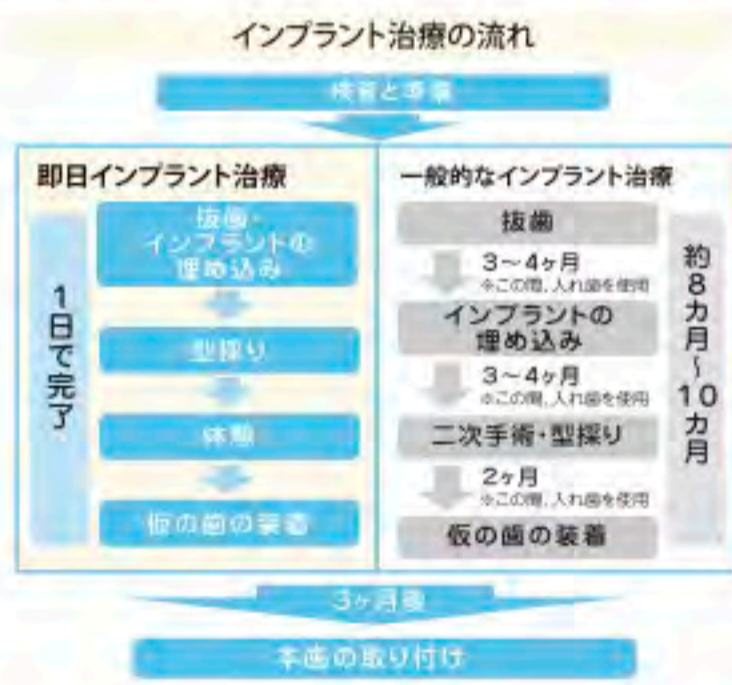 インプラント治療の流れ
検査と準備
即日インプラント治療
1日で完了
抜歯・
インプラントの
埋め込み
型採り
休憩
仮の歯の装着
一般的なインプラント治療
抜歯
3〜4ヶ月
※この間、入れ歯を使用
インプラントの
埋め込み
3〜4ヶ月
※この間、入れ歯を使用
二次手術・型採り
2ヶ月
※この間、入れ歯を使用
仮の歯の装着
約8カ月〜10カ月
3ヶ月後
本歯の取り付け